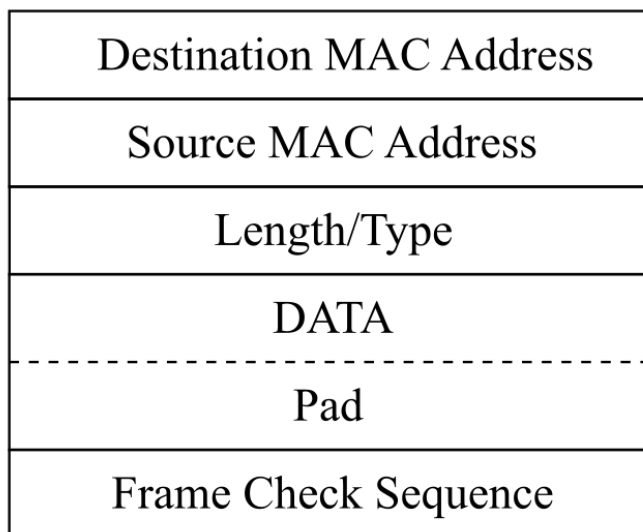 Destination MAC Address
Source MAC Address
Length/Type
DATA
Pad
Frame Check Sequence